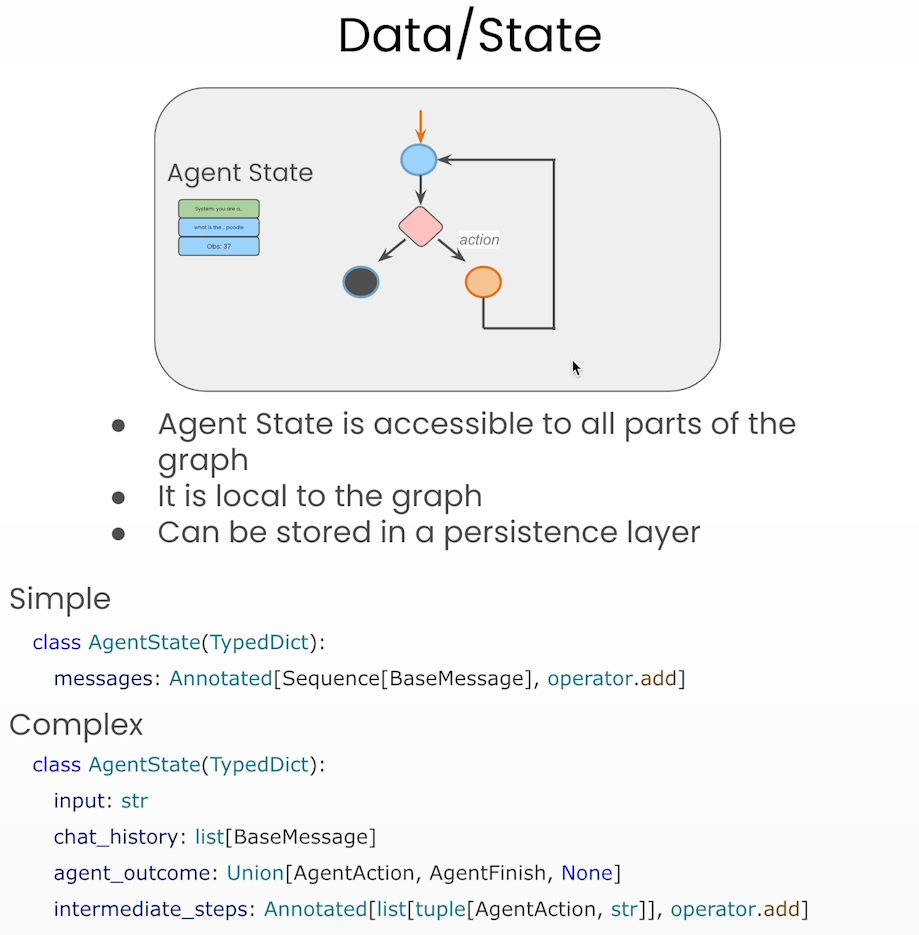 Data/State
Agent State
System: you are a..
what is the... poodle
Obs: 37
action
● Agent State is accessible to all parts of the
graph
● It is local to the graph
● Can be stored in a persistence layer
Simple
class AgentState(TypedDict):
messages: Annotated[Sequence[BaseMessage], operator.add]
Complex
class AgentState(TypedDict):
input: str
chat_history: list[BaseMessage]
agent_outcome: Union[AgentAction, AgentFinish, None]
intermediate_steps: Annotated[list[tuple[AgentAction, str]], operator.add]